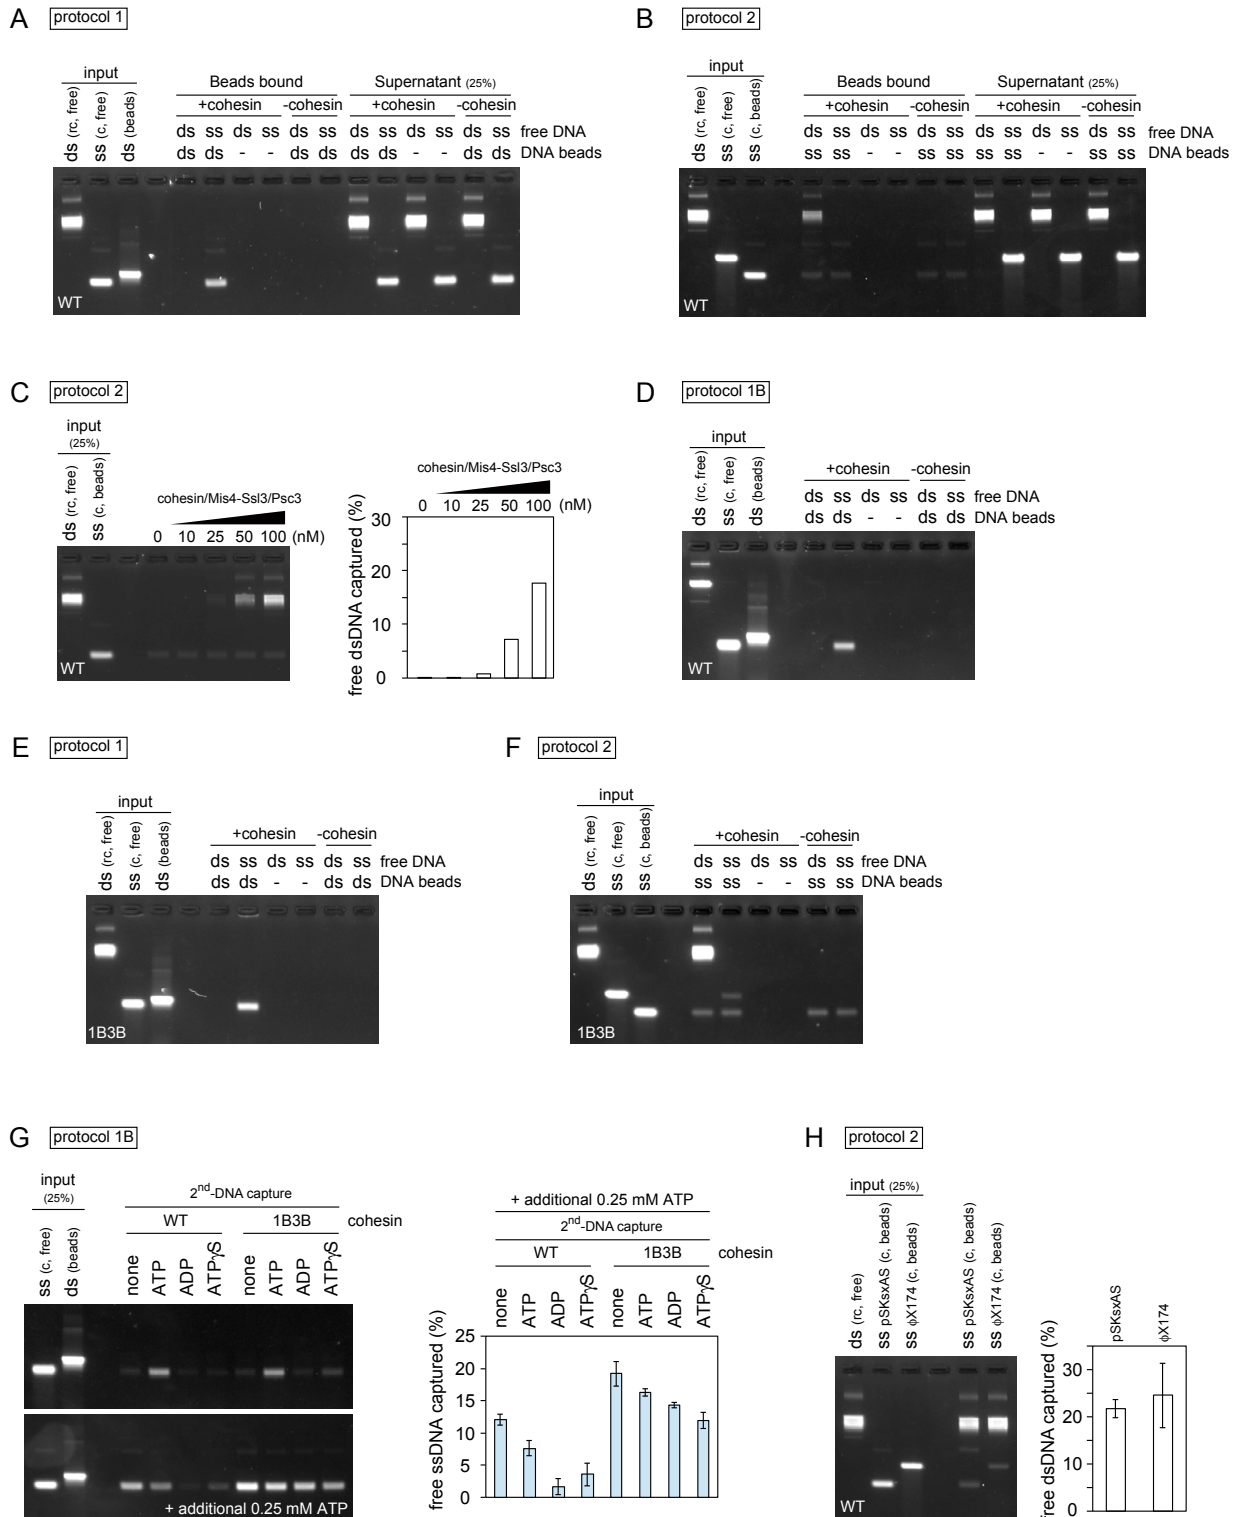 A protocol 1
input
ds (rc, free)
ss (c, free)
ds (beads)
Beads bound Supernatant (25%)
+cohesin -cohesin +cohesin -cohesin
ds ss ds ss ds ss ds ss ds ss ds ss free DNA
ds ds - - ds ds ds ds - - ds ds DNA beads
WT
B protocol 2
input
ds (rc, free)
ss (c, free)
ss (c, beads)
Beads bound Supernatant (25%)
+cohesin -cohesin +cohesin -cohesin
ds ss ds ss ds ss ds ss ds ss ds ss free DNA
ss ss - - ss ss ss ss - - ss ss DNA beads
WT
C protocol 2
input
(25%)
ds (rc, free)
ss (c, beads)
cohesin/Mis4-Ssl3/Psc3
0 10 25 50 100 (nM)
WT
cohesin/Mis4-Ssl3/Psc3
0 10 25 50 100 (nM)
free dsDNA captured (%)
30
20
10
0
D protocol 1B
input
ds (rc, free)
ss (c, free)
ds (beads)
+cohesin -cohesin
ds ss ds ss ds ss free DNA
ds ds - - ds ds DNA beads
WT
E protocol 1
input
ds (rc, free)
ss (c, free)
ds (beads)
+cohesin -cohesin
ds ss ds ss ds ss free DNA
ds ds - - ds ds DNA beads
1B3B
F protocol 2
input
ds (rc, free)
ss (c, free)
ss (c, beads)
+cohesin -cohesin
ds ss ds ss ds ss free DNA
ss ss - - ss ss DNA beads
1B3B
G protocol 1B
input
(25%)
ss (c, free)
ds (beads)
2nd-DNA capture
WT 1B3B cohesin
none ATP ADP ATPγS none ATP ADP ATPγS
+ additional 0.25 mM ATP
+ additional 0.25 mM ATP
2nd-DNA capture
WT 1B3B cohesin
none ATP ADP ATPγS none ATP ADP ATPγS
free ssDNA captured (%)
25
20
15
10
5
0
H protocol 2
input (25%)
ds (rc, free)
ss pSKsxAS (c, beads)
ss φX174 (c, beads)
ss pSKsxAS (c, beads)
ss φX174 (c, beads)
WT
pSKsxAS
φX174
free dsDNA captured (%)
30
20
10
0